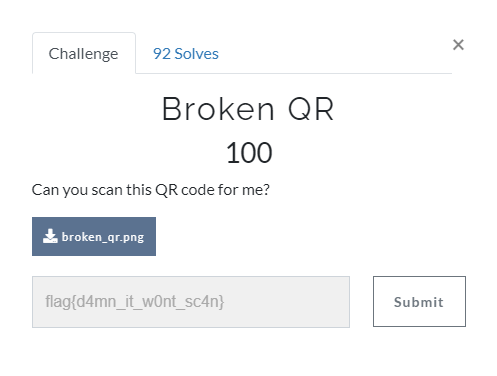 Challenge
92 Solves
×
Broken QR
100
Can you scan this QR code for me?
broken_qr.png
flag{d4mn_it_w0nt_sc4n}
Submit